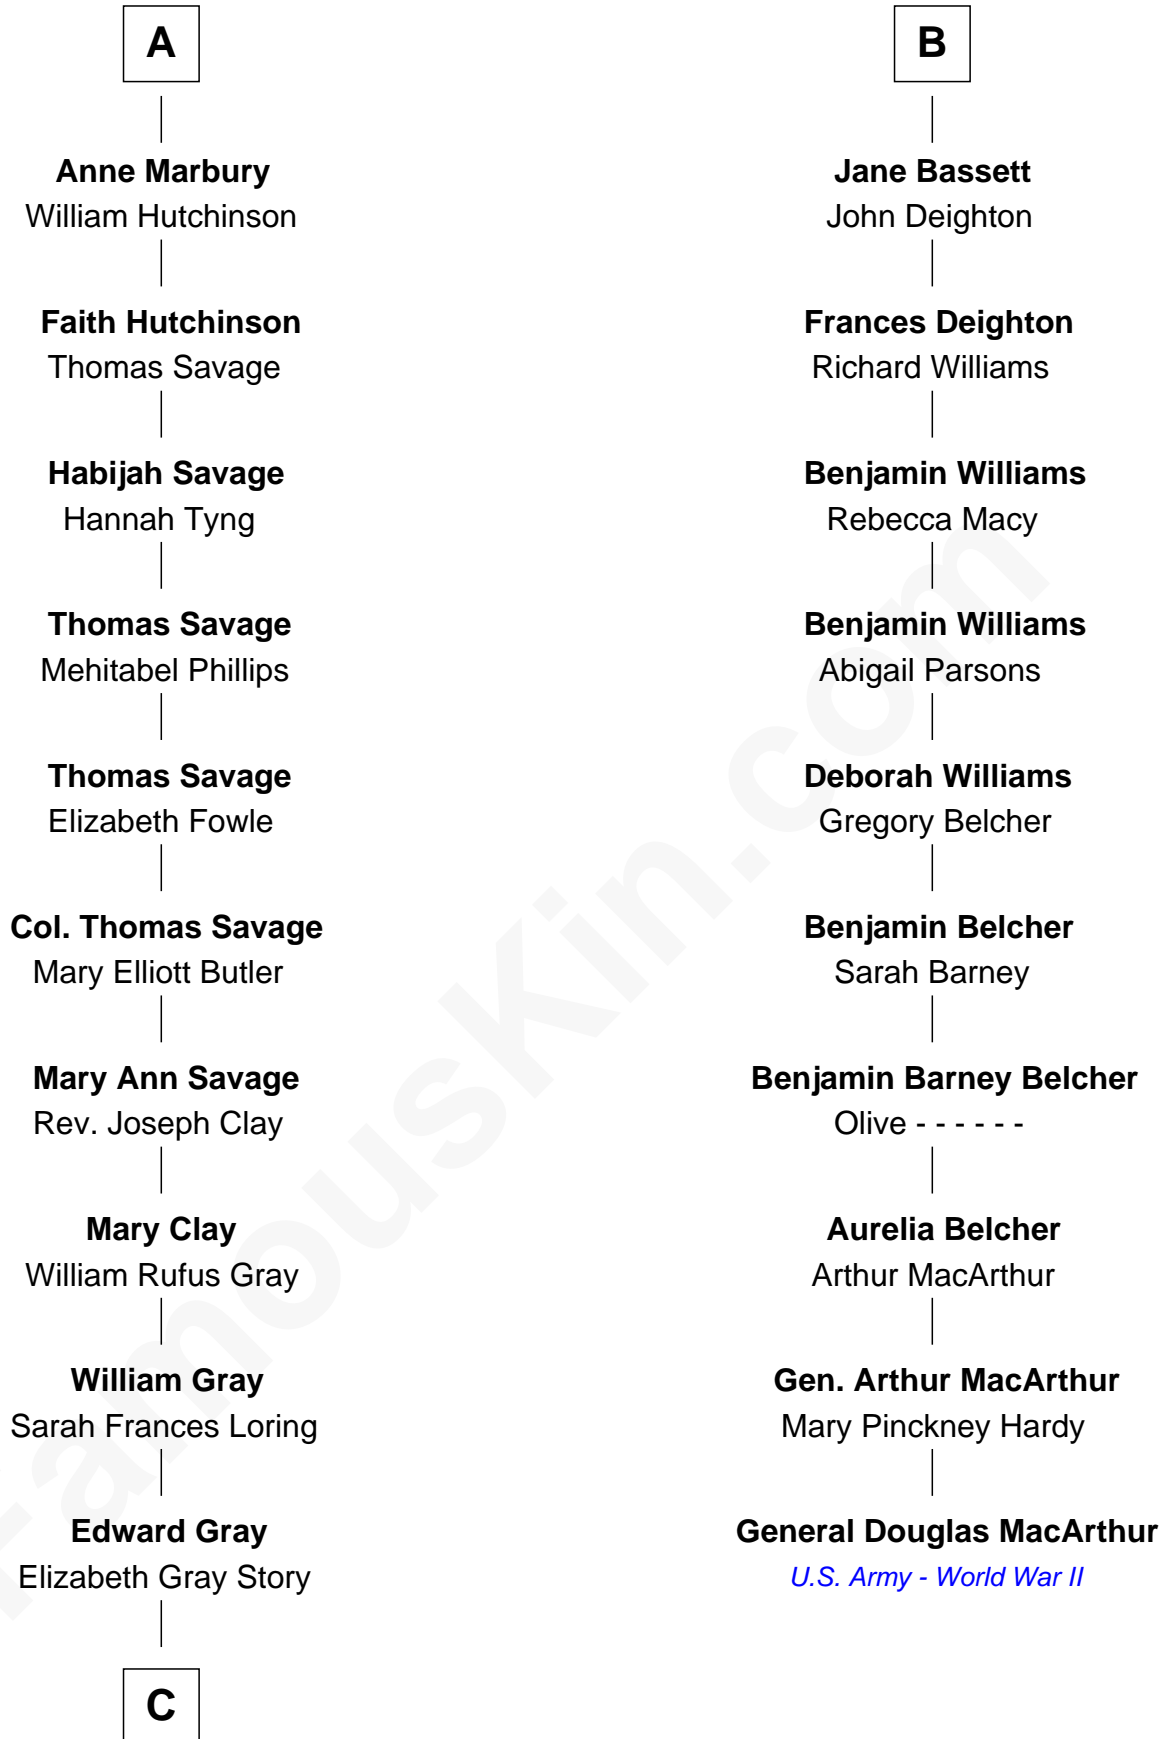 A
Anne Marbury
William Hutchinson
Faith Hutchinson
Thomas Savage
Habijah Savage
Hannah Tyng
Thomas Savage
Mehitabel Phillips
Thomas Savage
Elizabeth Fowle
Col. Thomas Savage
Mary Elliott Butler
Mary Ann Savage
Rev. Joseph Clay
Mary Clay
William Rufus Gray
William Gray
Sarah Frances Loring
Edward Gray
Elizabeth Gray Story
C
B
Jane Bassett
John Deighton
Frances Deighton
Richard Williams
Benjamin Williams
Rebecca Macy
Benjamin Williams
Abigail Parsons
Deborah Williams
Gregory Belcher
Benjamin Belcher
Sarah Barney
Benjamin Barney Belcher
Olive - - - - - -
Aurelia Belcher
Arthur MacArthur
Gen. Arthur MacArthur
Mary Pinckney Hardy
General Douglas MacArthur
U.S. Army - World War II
FamousKin.com